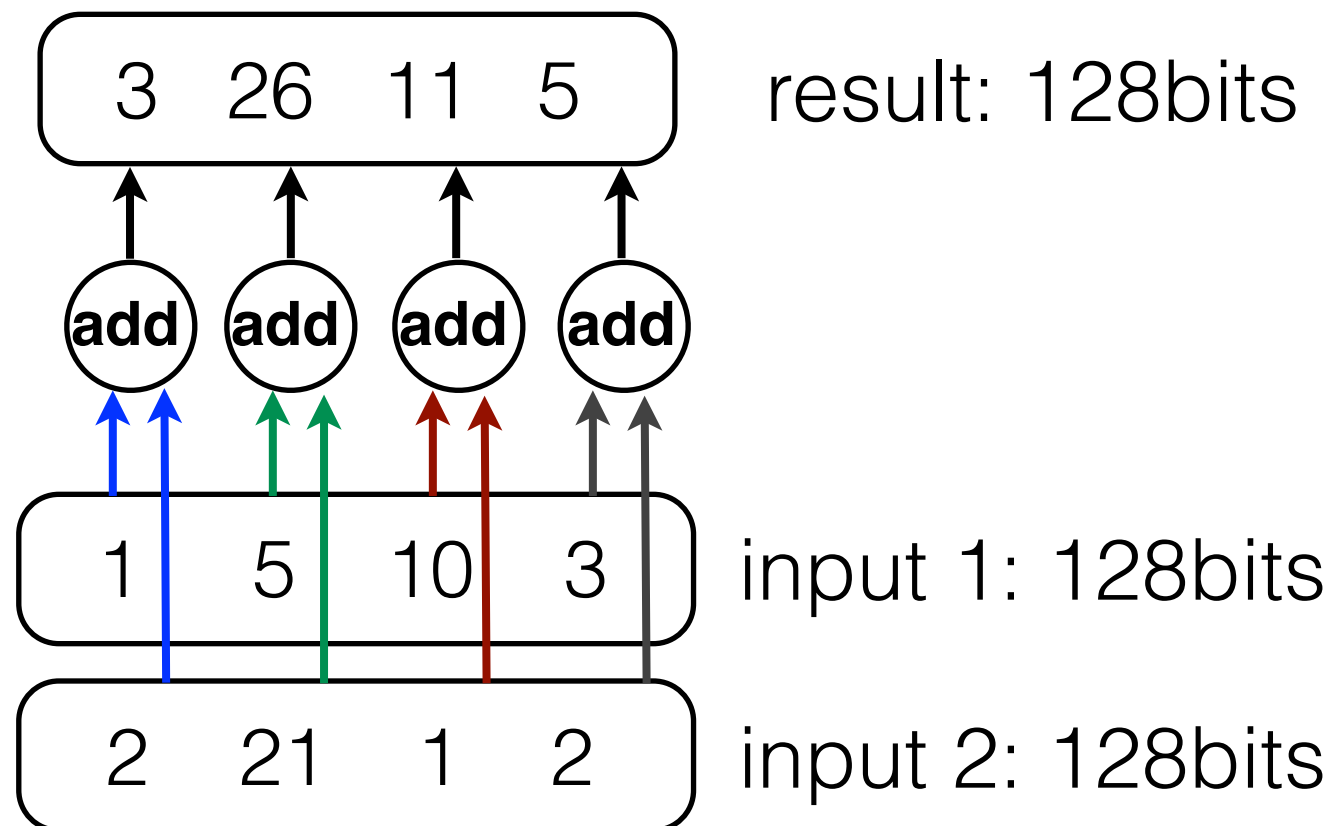 3 26 11 5 result: 128bits
add add add add
1 5 10 3 input 1: 128bits
2 21 1 2 input 2: 128bits